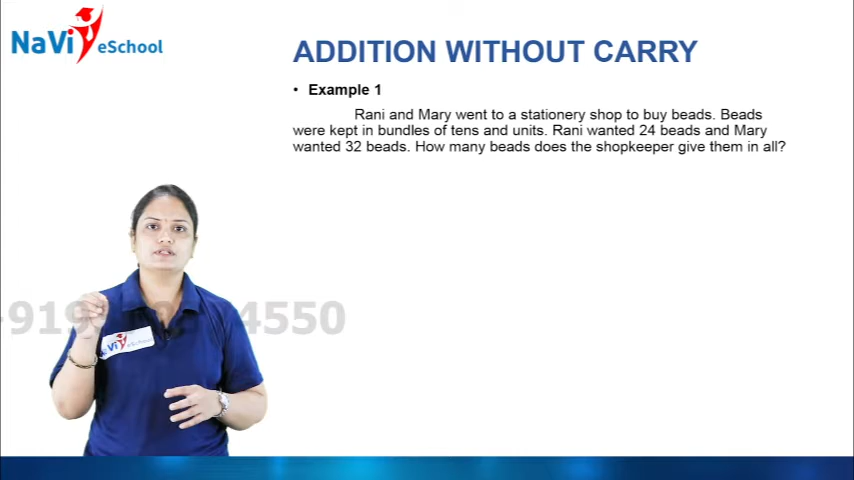 NaVi eSchool
ADDITION WITHOUT CARRY
• Example 1
Rani and Mary went to a stationery shop to buy beads. Beads
were kept in bundles of tens and units. Rani wanted 24 beads and Mary
wanted 32 beads. How many beads does the shopkeeper give them in all?
4550
Vi eSchool